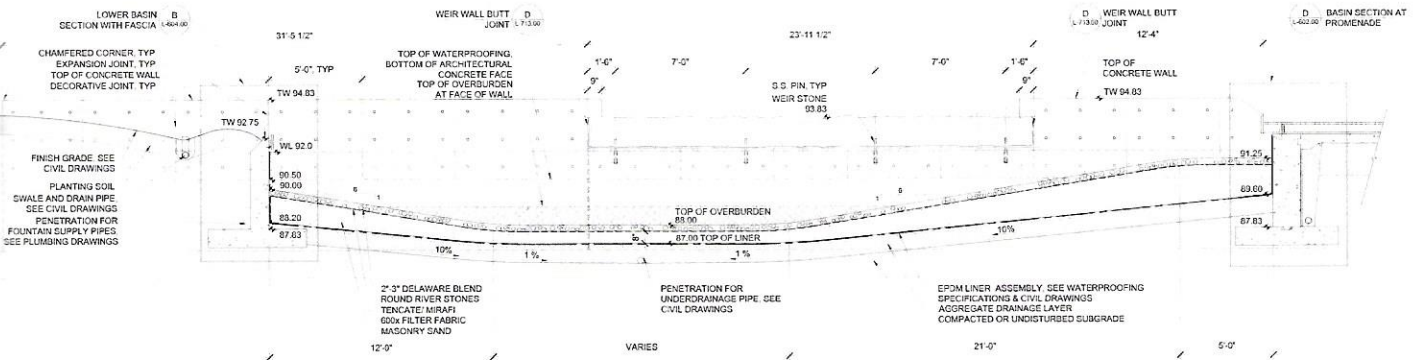 LOWER BASIN
SECTION WITH FASCIA
B
L-604.00
WEIR WALL BUTT
JOINT
D
L-713.00
D
L-713.00
WEIR WALL BUTT
JOINT
D
L-602.00
BASIN SECTION AT
PROMENADE
31'-5 1/2"
23'-11 1/2"
12'-4"
CHAMFERED CORNER, TYP
EXPANSION JOINT, TYP
TOP OF CONCRETE WALL
DECORATIVE JOINT, TYP
5'-0", TYP
TOP OF WATERPROOFING,
BOTTOM OF ARCHITECTURAL
CONCRETE FACE
TOP OF OVERBURDEN
AT FACE OF WALL
1'-6"
7'-0"
9"
S.S. PIN, TYP
WEIR STONE
93.83
7'-0"
1'-6"
9"
TOP OF
CONCRETE WALL
TW 94.83
TW 94.83
TW 92.75
1
WL 92.0
FINISH GRADE, SEE
CIVIL DRAWINGS
PLANTING SOIL
SWALE AND DRAIN PIPE,
SEE CIVIL DRAWINGS
PENETRATION FOR
FOUNTAIN SUPPLY PIPES,
SEE PLUMBING DRAWINGS
90.50
90.00
83.20
87.83
6
1
TOP OF OVERBURDEN
88.00
87.00 TOP OF LINER
8"
1
6
91.25
87.83
10%
1 %
1 %
10%
2"-3" DELAWARE BLEND
ROUND RIVER STONES
TENCATE/ MIRAFI
600x FILTER FABRIC
MASONRY SAND
PENETRATION FOR
UNDERDRAINAGE PIPE, SEE
CIVIL DRAWINGS
EPDM LINER ASSEMBLY, SEE WATERPROOFING
SPECIFICATIONS & CIVIL DRAWINGS
AGGREGATE DRAINAGE LAYER
COMPACTED OR UNDISTURBED SUBGRADE
12'-0"
VARIES
21'-0"
5'-0"